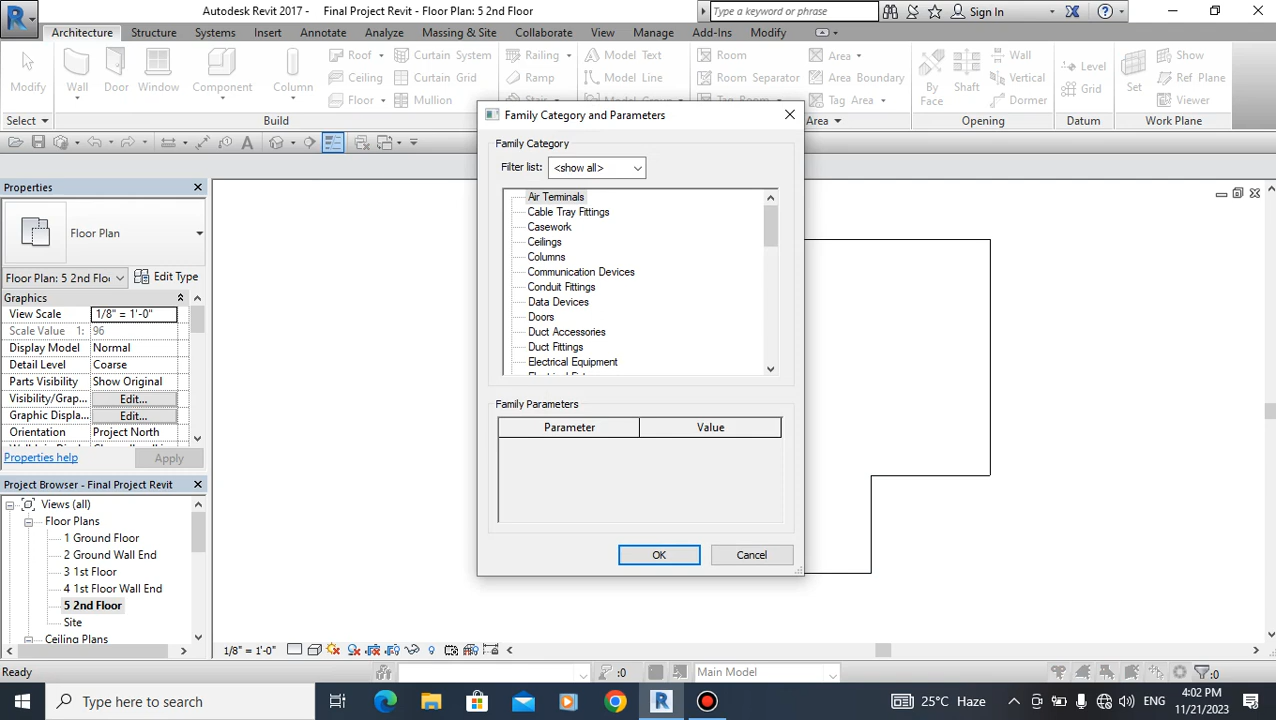 Autodesk Revit 2017 - Final Project Revit - Floor Plan: 5 2nd Floor
Type a keyword or phrase
Sign In
Architecture Structure Systems Insert Annotate Analyze Massing & Site Collaborate View Manage Add-Ins Modify
Modify
Wall
Door
Window
Component
Column
Roof
Ceiling
Floor
Curtain System
Curtain Grid
Mullion
Railing
Ramp
Stair
Model Text
Model Line
Model Group
Room
Room Separator
Tag Room
Area
Area Boundary
Tag Area
By
Face
Shaft
Wall
Vertical
Dormer
Level
Grid
Set
Show
Ref Plane
Viewer
Select
Build
Area
Opening
Datum
Work Plane
Properties
Floor Plan
Floor Plan: 5 2nd Floo
Edit Type
Graphics
View Scale 1/8" = 1'-0"
Scale Value 1: 96
Display Model Normal
Detail Level Coarse
Parts Visibility Show Original
Visibility/Grap... Edit...
Graphic Displa... Edit...
Orientation Project North
Properties help
Apply
Project Browser - Final Project Revit
Views (all)
Floor Plans
1 Ground Floor
2 Ground Wall End
3 1st Floor
4 1st Floor Wall End
5 2nd Floor
Site
Ceiling Plans
Family Category and Parameters
Family Category
Filter list: <show all>
Air Terminals
Cable Tray Fittings
Casework
Ceilings
Columns
Communication Devices
Conduit Fittings
Data Devices
Doors
Duct Accessories
Duct Fittings
Electrical Equipment
Family Parameters
Parameter Value
OK Cancel
1/8" = 1'-0"
Ready
:0
Main Model
:0
Type here to search
25°C Haze
ENG
4:02 PM
11/21/2023